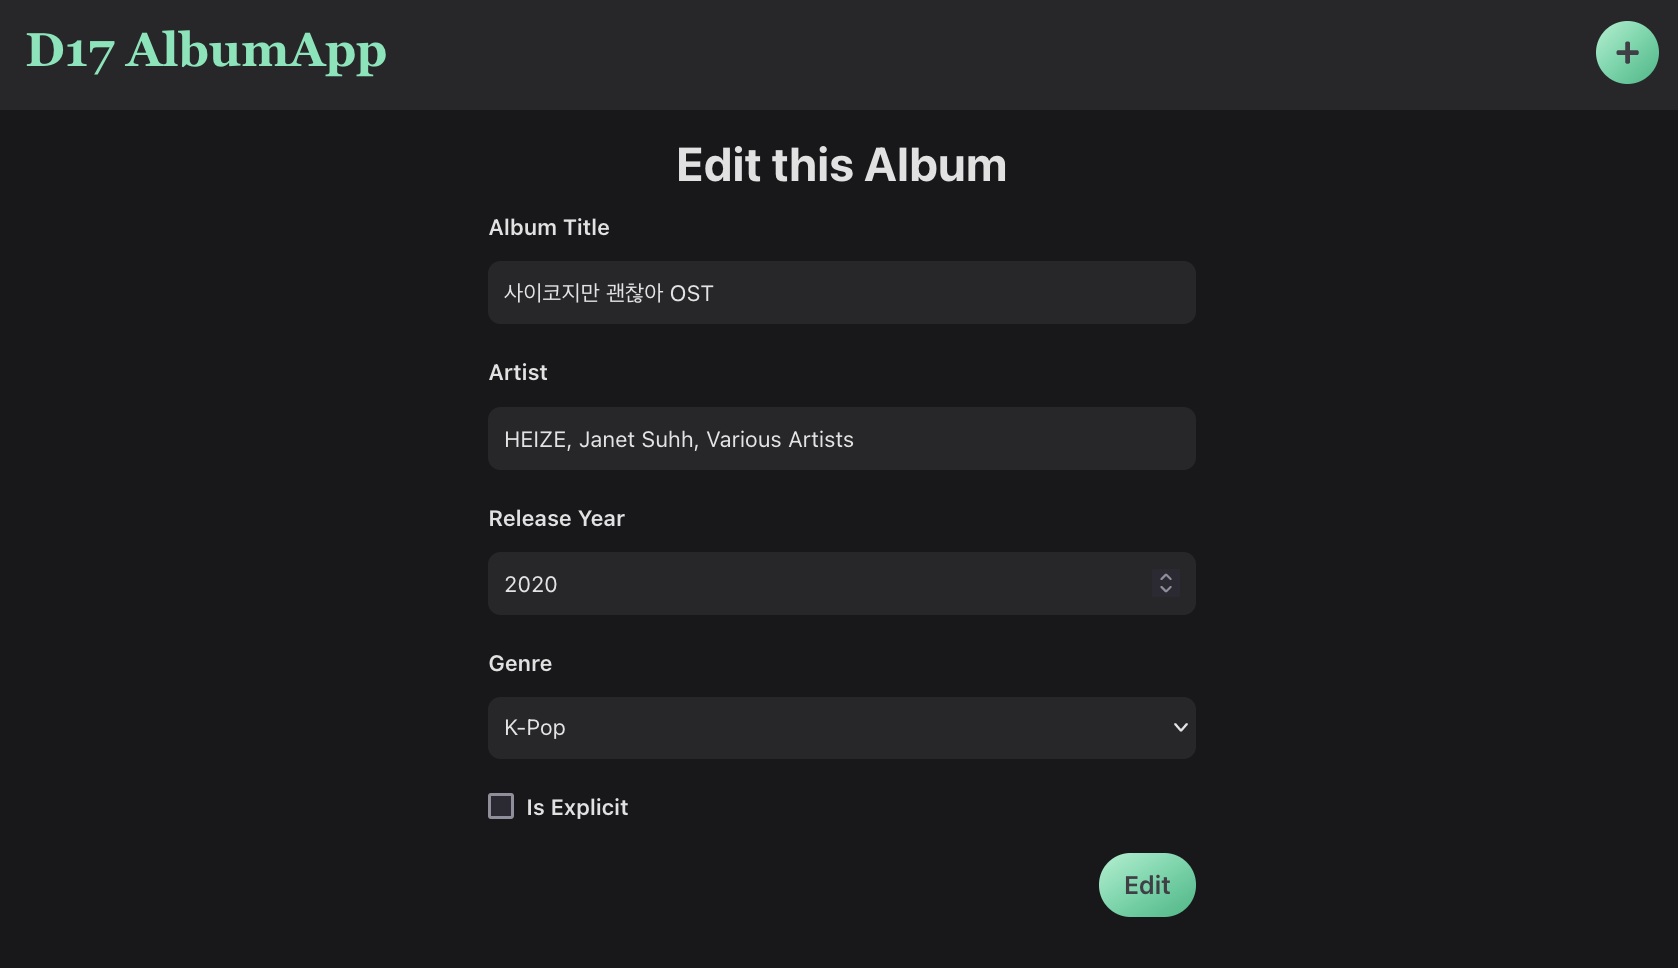 D17 AlbumApp
Edit this Album
Album Title
사이코지만 괜찮아 OST
Artist
HEIZE, Janet Suhh, Various Artists
Release Year
2020
Genre
K-Pop
Is Explicit
Edit